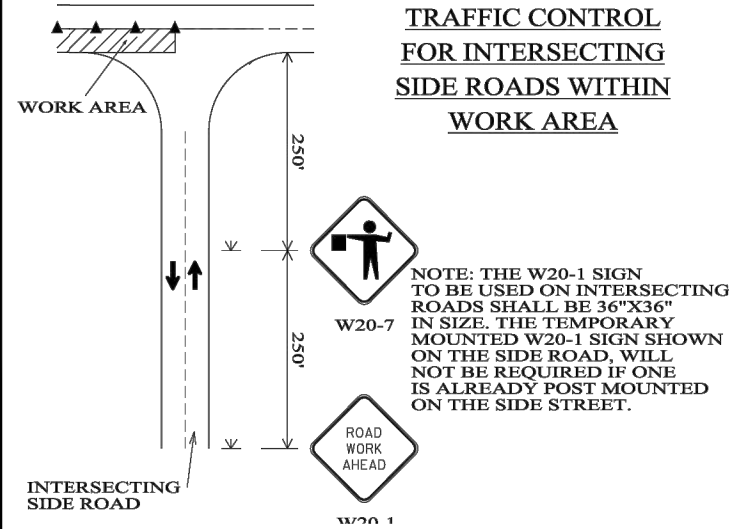 TRAFFIC CONTROL
FOR INTERSECTING
SIDE ROADS WITHIN
WORK AREA
WORK AREA
250'
W20-7
NOTE: THE W20-1 SIGN
TO BE USED ON INTERSECTING
ROADS SHALL BE 36"X36"
IN SIZE. THE TEMPORARY
MOUNTED W20-1 SIGN SHOWN
ON THE SIDE ROAD, WILL
NOT BE REQUIRED IF ONE
IS ALREADY POST MOUNTED
ON THE SIDE STREET.
250'
ROAD
WORK
AHEAD
INTERSECTING
SIDE ROAD
W20-1